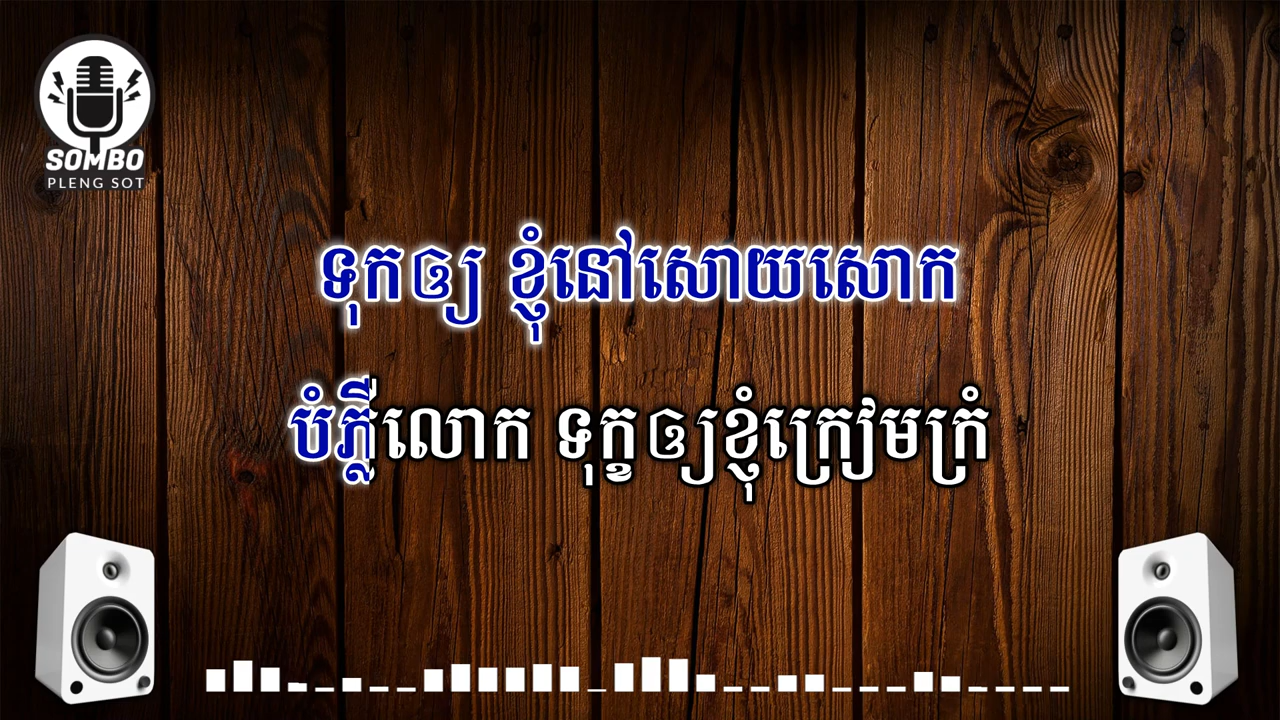 SOMBO
PLENG SOT
ទុកឲ្យ ខ្ញុំនៅសោយសោក
បំភ្លឺលោក ទុក្ខឲ្យខ្ញុំក្រៀមក្រំ